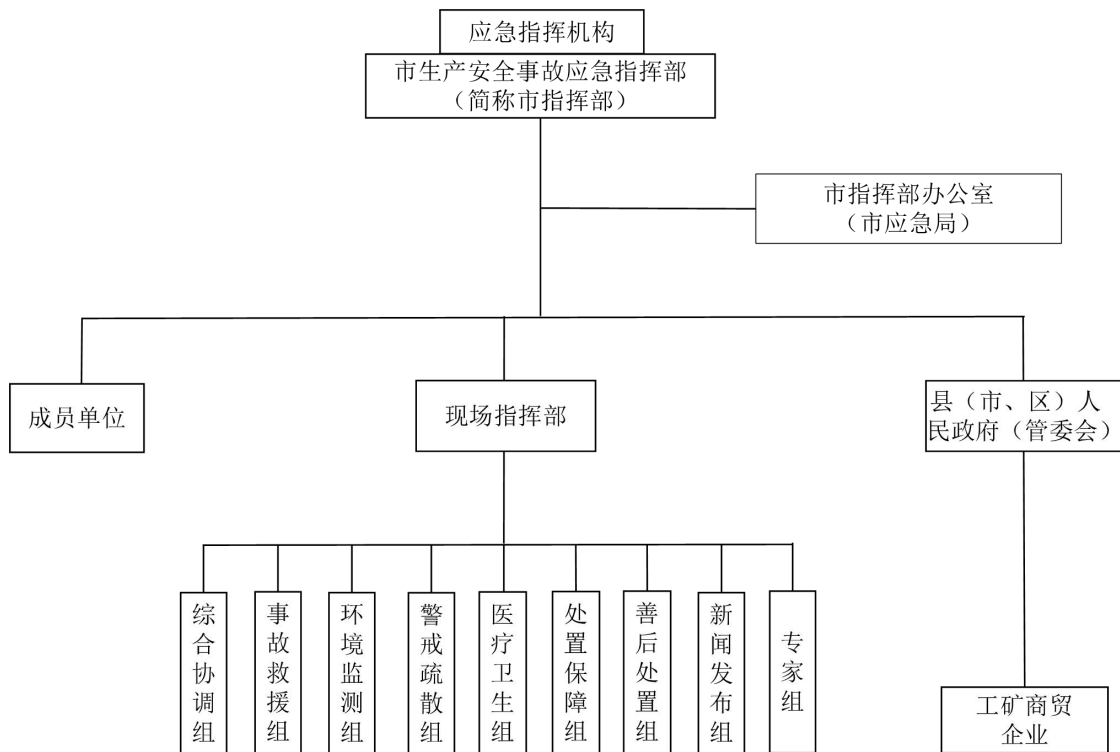 应急指挥机构
市生产安全事故应急指挥部
（简称市指挥部）
市指挥部办公室
（市应急局）
成员单位
现场指挥部
县（市、区）人
民政府（管委会）
综合协调组
事故救援组
环境监测组
警戒疏散组
医疗卫生组
处置保障组
善后处置组
新闻发布组
专家组
工矿商贸
企业